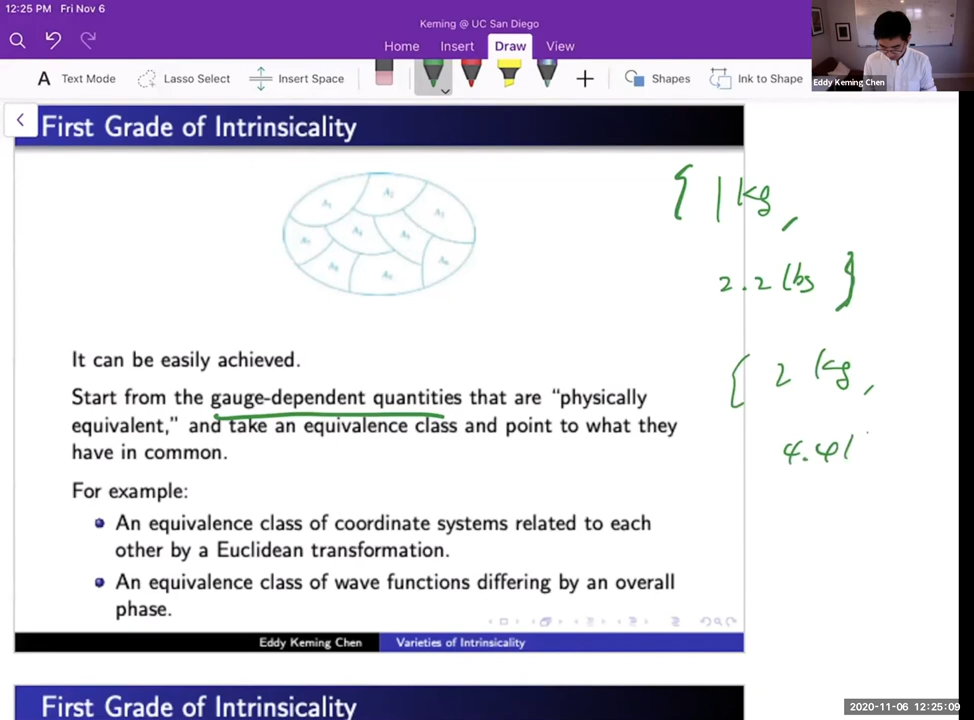 12:25 PM Fri Nov 6
Keming @ UC San Diego
Home Insert Draw View
Text Mode Lasso Select Insert Space Shapes Ink to Shape
Eddy Keming Chen
First Grade of Intrinsicality
{ 1 kg,
2.2 lbs }
It can be easily achieved.
Start from the gauge-dependent quantities that are “physically
equivalent,” and take an equivalence class and point to what they
have in common.
{ 2 kg,
4.4 l
For example:
An equivalence class of coordinate systems related to each
other by a Euclidean transformation.
An equivalence class of wave functions differing by an overall
phase.
Eddy Keming Chen Varieties of Intrinsicality
First Grade of Intrinsicality
2020-11-06 12:25:09